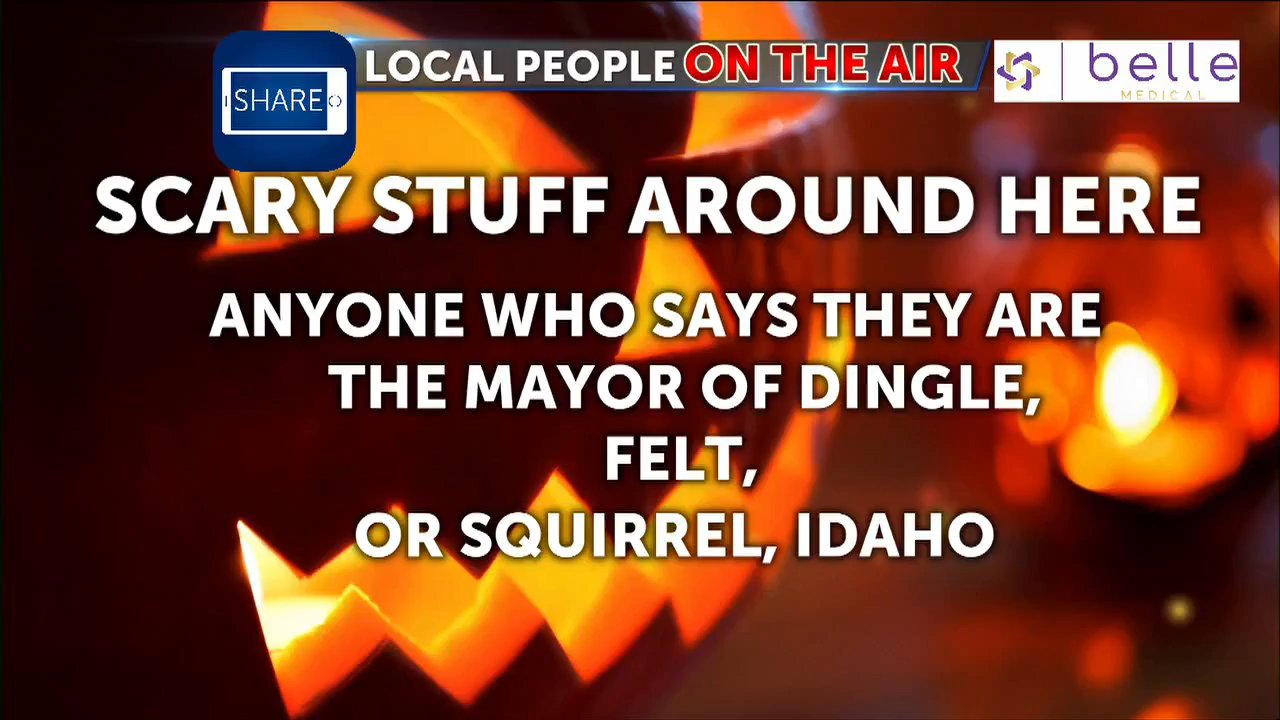 LOCAL PEOPLE ON THE AIR
SHARE
belle
MEDICAL
SCARY STUFF AROUND HERE
ANYONE WHO SAYS THEY ARE
THE MAYOR OF DINGLE,
FELT,
OR SQUIRREL, IDAHO